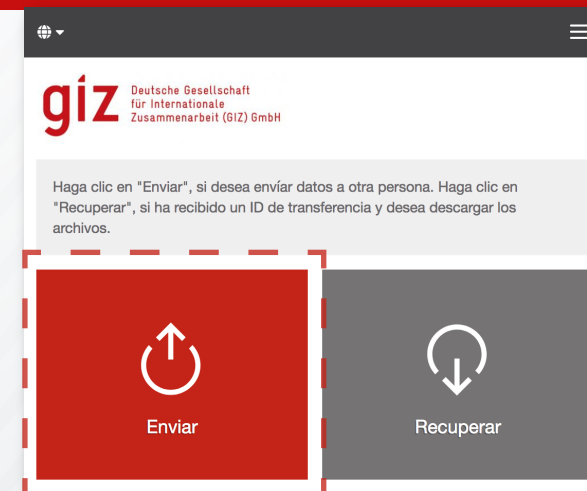 giz
Deutsche Gesellschaft
für Internationale
Zusammenarbeit (GIZ) GmbH
Haga clic en "Enviar", si desea envíar datos a otra persona. Haga clic en
"Recuperar", si ha recibido un ID de transferencia y desea descargar los
archivos.
Enviar
Recuperar